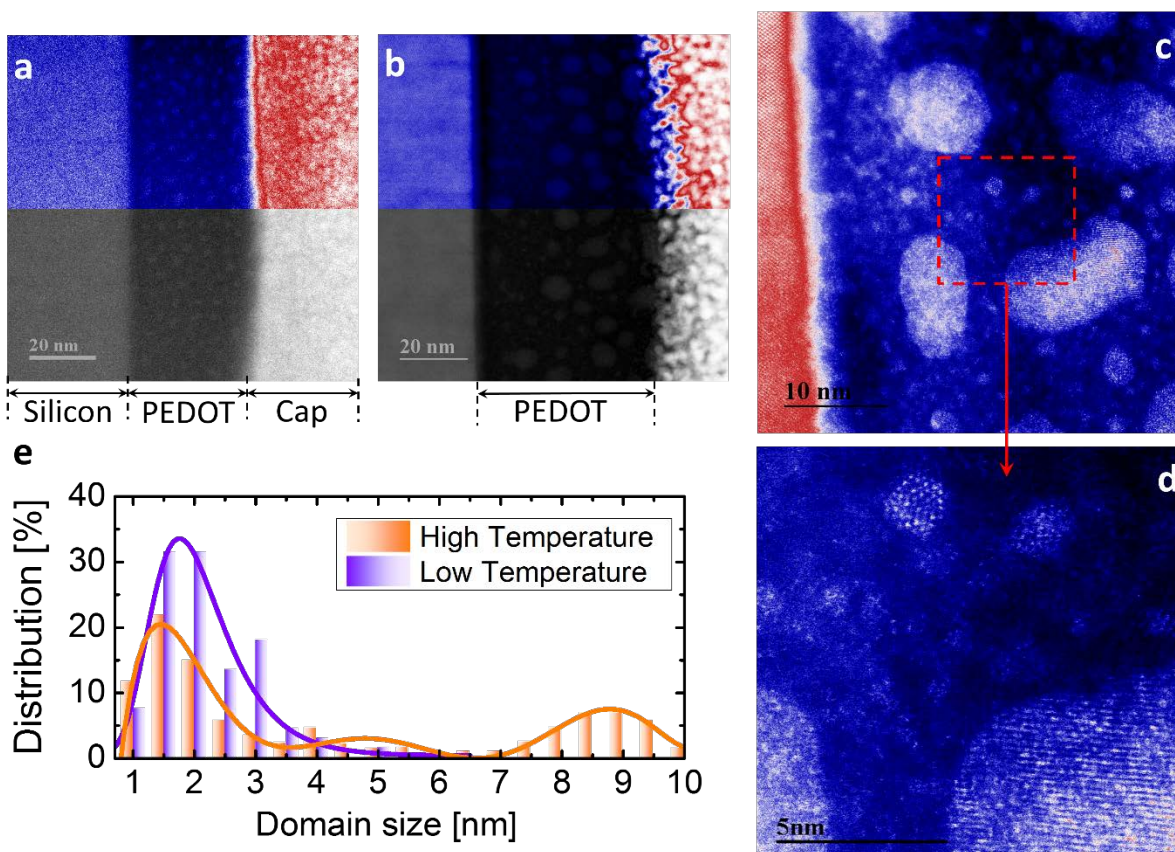 a
b
c
20 nm
20 nm
10 nm
Silicon
PEDOT
Cap
PEDOT
d
5nm
e
40
30
20
10
0
Distribution [%]
High Temperature
Low Temperature
1 2 3 4 5 6 7 8 9 10
Domain size [nm]